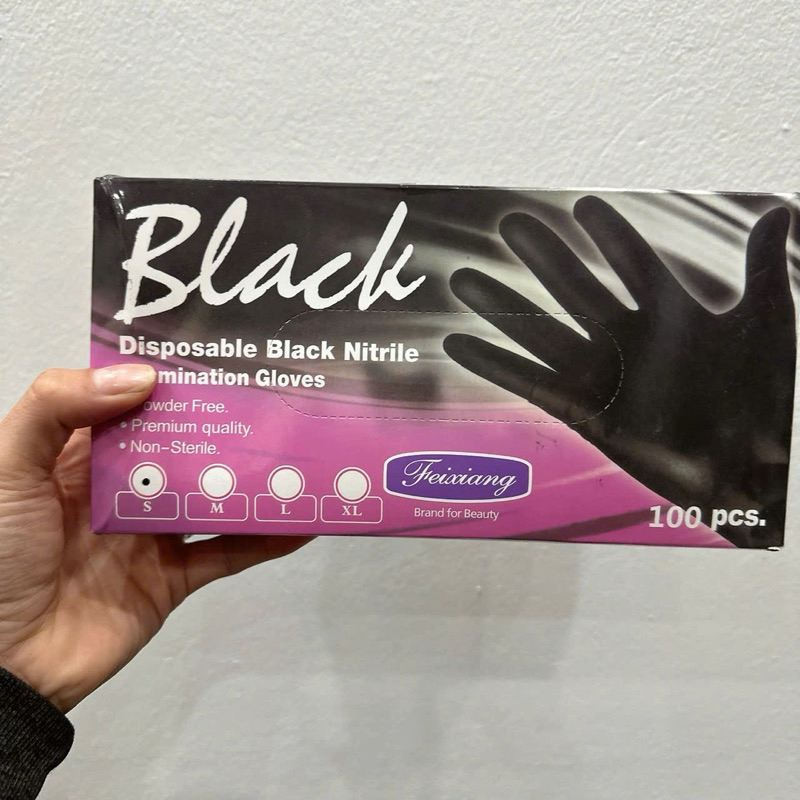 Black
Disposable Black Nitrile
mination Gloves
owder Free.
• Premium quality.
• Non-Sterile.
S M L XL
Feixiang
Brand for Beauty
100 pcs.